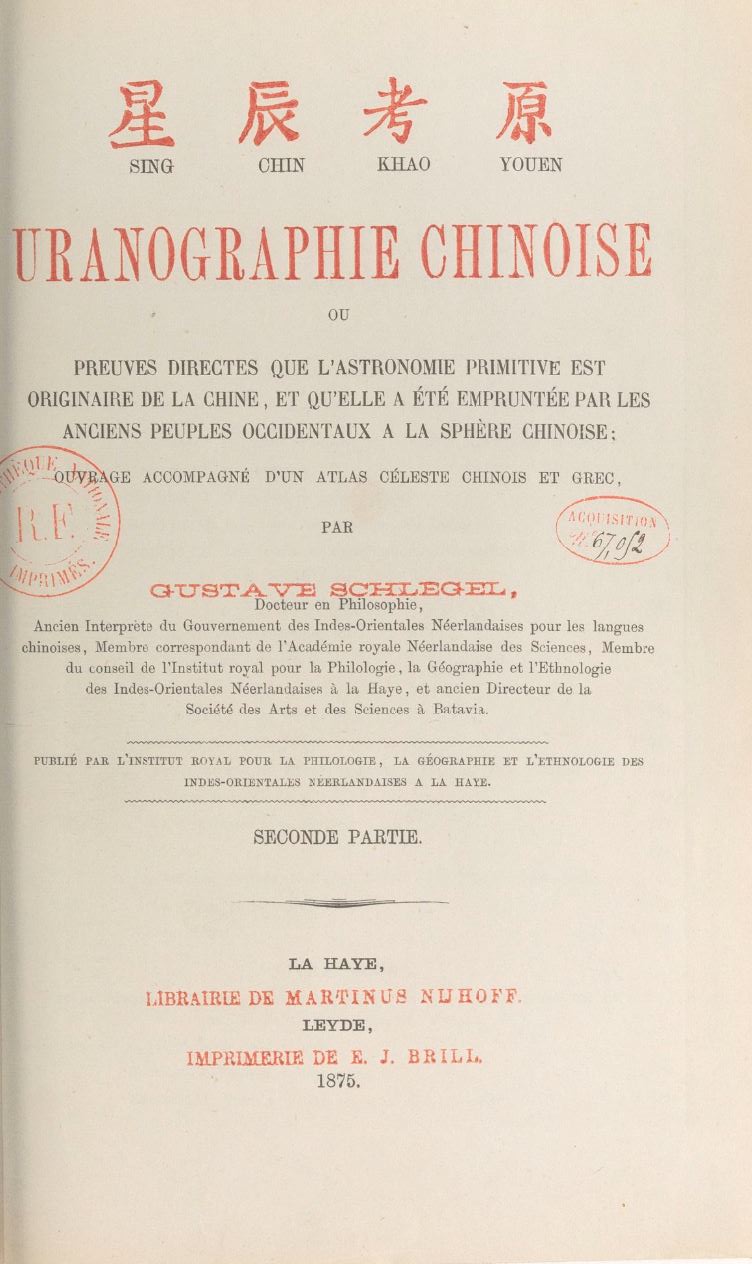 星 辰 考 原
SING CHIN KHAO YOUEN
URANOGRAPHIE CHINOISE
OU
PREUVES DIRECTES QUE L'ASTRONOMIE PRIMITIVE EST
ORIGINAIRE DE LA CHINE, ET QU'ELLE A ÉTÉ EMPRUNTÉE PAR LES
ANCIENS PEUPLES OCCIDENTAUX A LA SPHÈRE CHINOISE;
OUVRAGE ACCOMPAGNÉ D'UN ATLAS CÉLESTE CHINOIS ET GREC,
R.F.
IMPRIMÉS.
PAR
ACQUISITION
67,052
GUSTAVE SCHLEGEL,
Docteur en Philosophie,
Ancien Interprète du Gouvernement des Indes-Orientales Néerlandaises pour les langues
chinoises, Membre correspondant de l'Académie royale Néerlandaise des Sciences, Membre
du conseil de l'Institut royal pour la Philologie, la Géographie et l'Ethnologie
des Indes-Orientales Néerlandaises à la Haye, et ancien Directeur de la
Société des Arts et des Sciences à Batavia.
PUBLIÉ PAR L'INSTITUT ROYAL POUR LA PHILOLOGIE, LA GÉOGRAPHIE ET L'ETHNOLOGIE DES
INDES-ORIENTALES NÉERLANDAISES A LA HAYE.
SECONDE PARTIE.
LA HAYE,
LIBRAIRIE DE MARTINUS NIJHOFF.
LEYDE,
IMPRIMERIE DE E. J. BRILL.
1875.